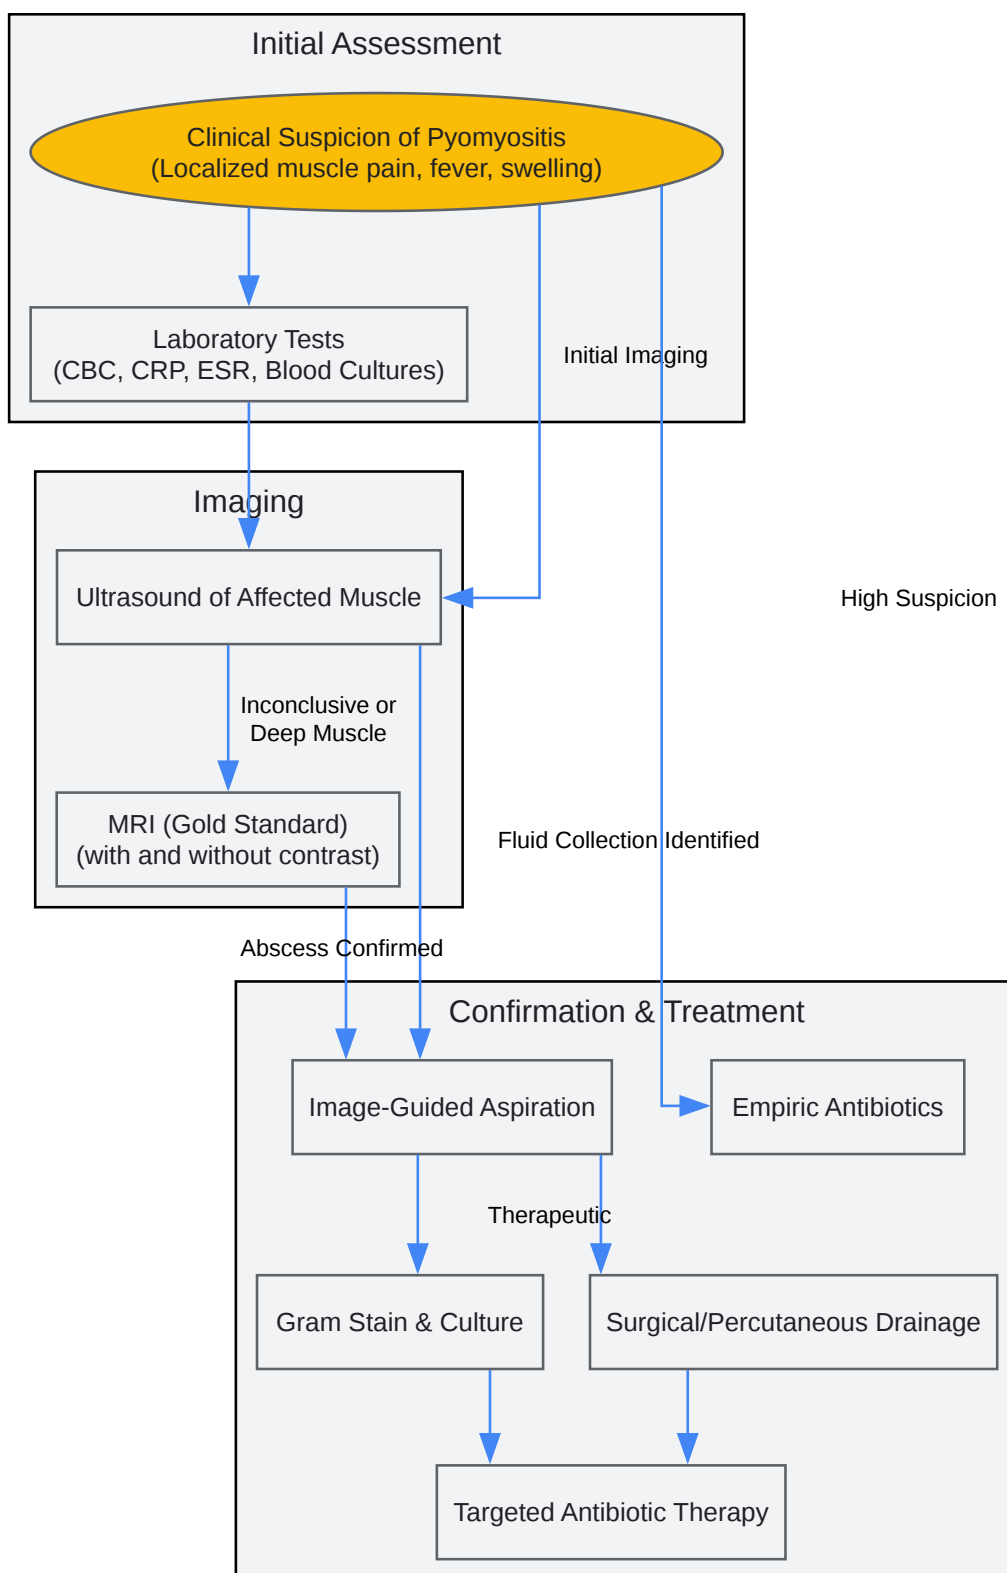 Initial Assessment
Clinical Suspicion of Pyomyositis
(Localized muscle pain, fever, swelling)
Laboratory Tests
(CBC, CRP, ESR, Blood Cultures)
Initial Imaging
Imaging
Ultrasound of Affected Muscle
High Suspicion
Inconclusive or
Deep Muscle
MRI (Gold Standard)
(with and without contrast)
Fluid Collection Identified
Abscess Confirmed
Confirmation & Treatment
Image-Guided Aspiration
Empiric Antibiotics
Therapeutic
Gram Stain & Culture
Surgical/Percutaneous Drainage
Targeted Antibiotic Therapy